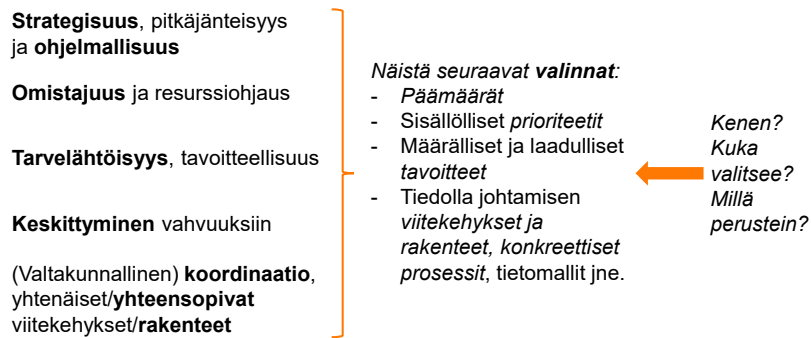 Strategisuus, pitkäjänteisyys
ja ohjelmallisuus
Omistajuus ja resurssiohjaus
Tarvelähtöisyys, tavoitteellisuus
Keskittyminen vahvuuksiin
(Valtakunnallinen) koordinaatio,
yhtenäiset/yhteensopivat
viitekehykset/rakenteet
Näistä seuraavat valinnat:
- Päämäärät
- Sisällölliset prioriteetit
- Määrälliset ja laadulliset
tavoitteet
- Tiedolla johtamisen
viitekehykset ja
rakenteet, konkreettiset
prosessit, tietomallit jne.
Kenen?
Kuka
valitsee?
Millä
perustein?